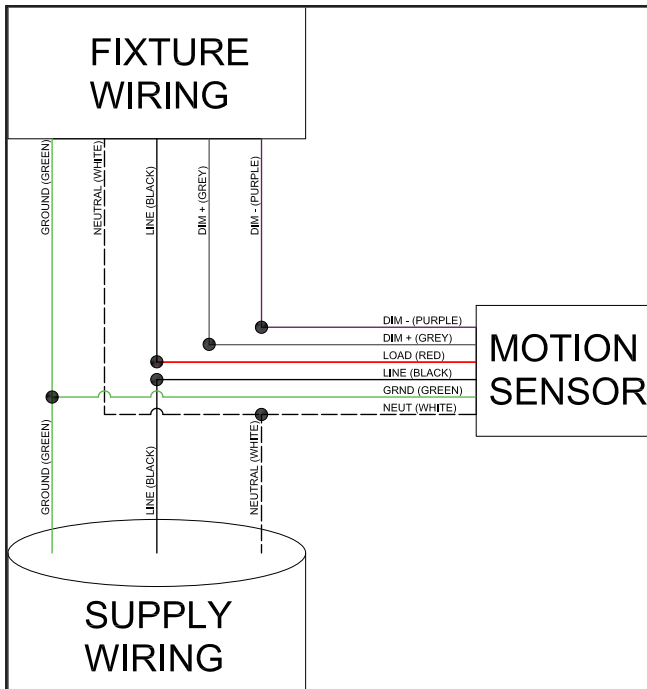 FIXTURE
WIRING
GROUND (GREEN)
NEUTRAL (WHITE)
LINE (BLACK)
DIM + (GREY)
DIM - (PURPLE)
DIM - (PURPLE)
DIM + (GREY)
LOAD (RED)
LINE (BLACK)
GRND (GREEN)
NEUT (WHITE)
MOTION
SENSOR
GROUND (GREEN)
LINE (BLACK)
NEUTRAL (WHITE)
SUPPLY
WIRING